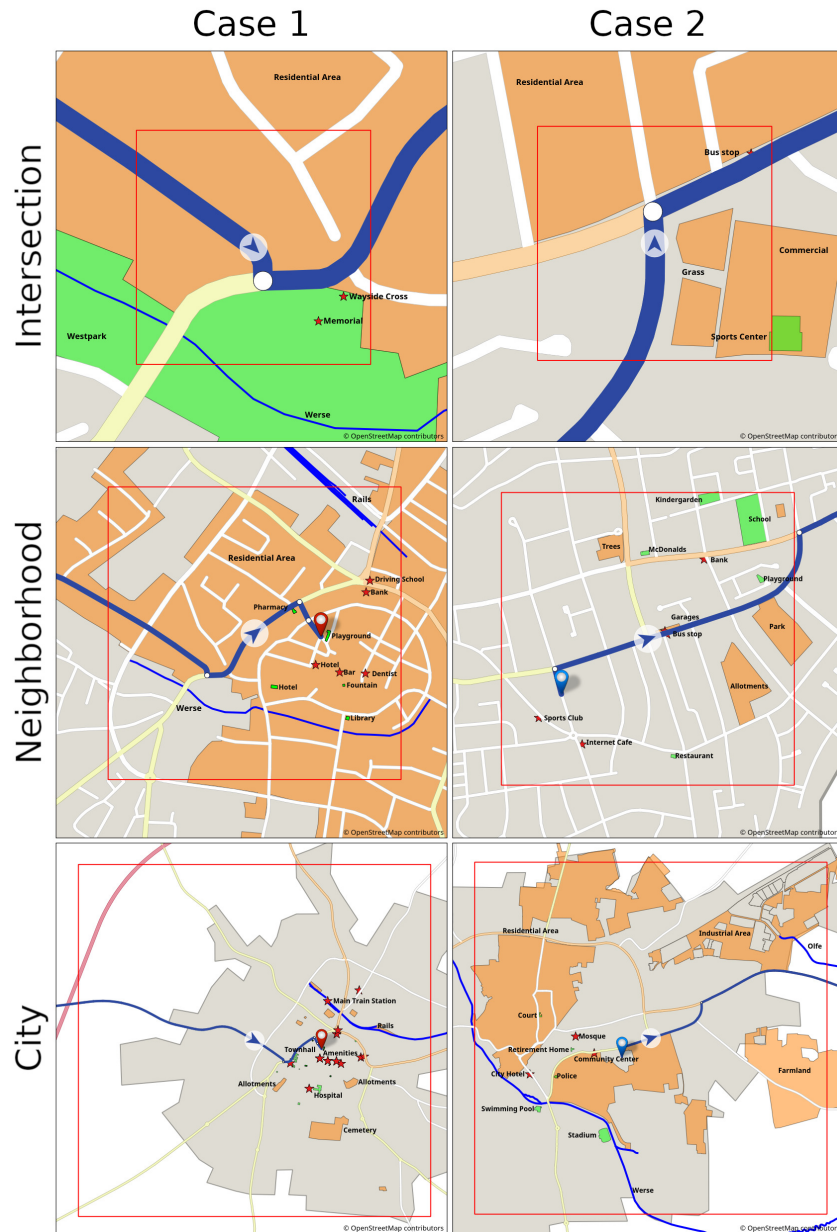 Case 1
Case 2
Intersection
Residential Area
Wayside Cross
Memorial
Westpark
Werse
© OpenStreetMap contributors
Residential Area
Bus stop
Commercial
Grass
Sports Center
© OpenStreetMap contributors
Neighborhood
Rails
Residential Area
Driving School
Bank
Pharmacy
Playground
Hotel
Bar
Dentist
Fountain
Hotel
Werse
Library
© OpenStreetMap contributors
Kindergarden
School
Trees
McDonalds
Bank
Playground
Garages
Bus stop
Park
Allotments
Sports Club
Internet Cafe
Restaurant
© OpenStreetMap contributors
City
Main Train Station
Rails
Townhall
Amenities
Allotments
Allotments
Hospital
Cemetery
© OpenStreetMap contributors
Residential Area
Industrial Area
Olfe
Court
Mosque
Retirement Home
Community Center
City Hotel
Police
Farmland
Swimming Pool
Stadium
Werse
© OpenStreetMap contributors